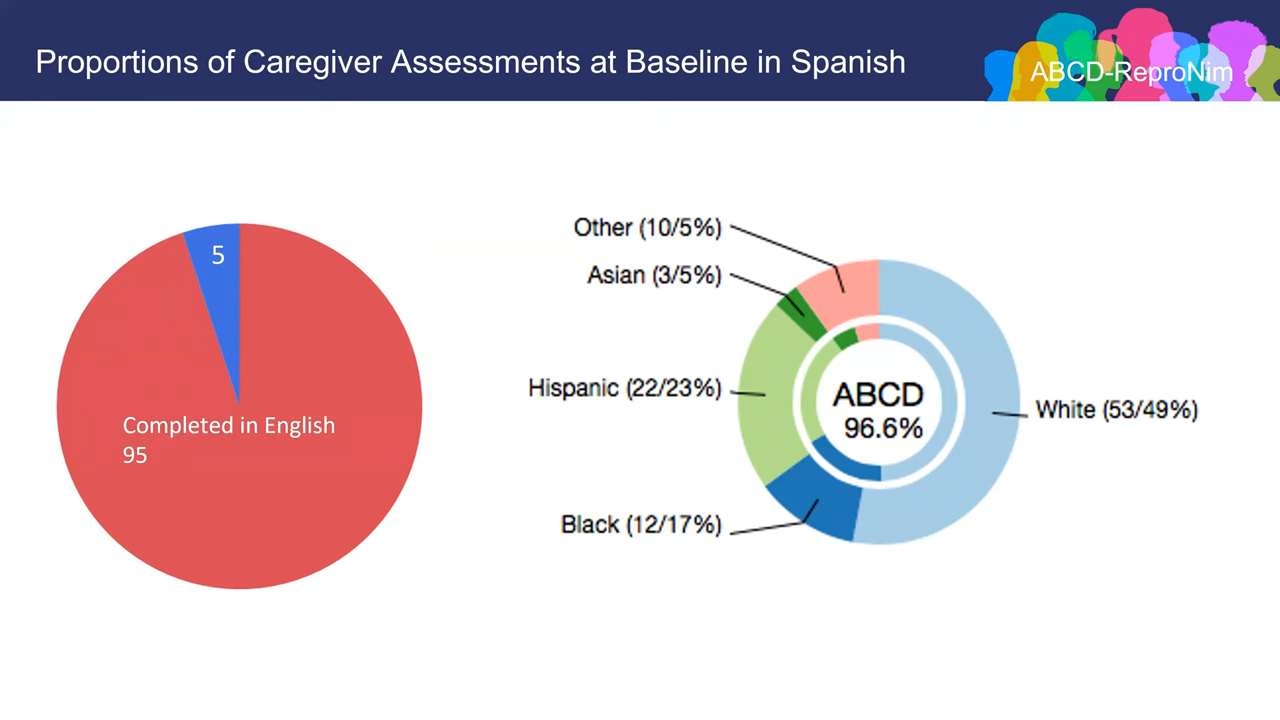 Proportions of Caregiver Assessments at Baseline in Spanish
ABCD-ReproNim
5
Completed in English
95
Other (10/5%)
Asian (3/5%)
Hispanic (22/23%)
Black (12/17%)
ABCD
96.6%
White (53/49%)